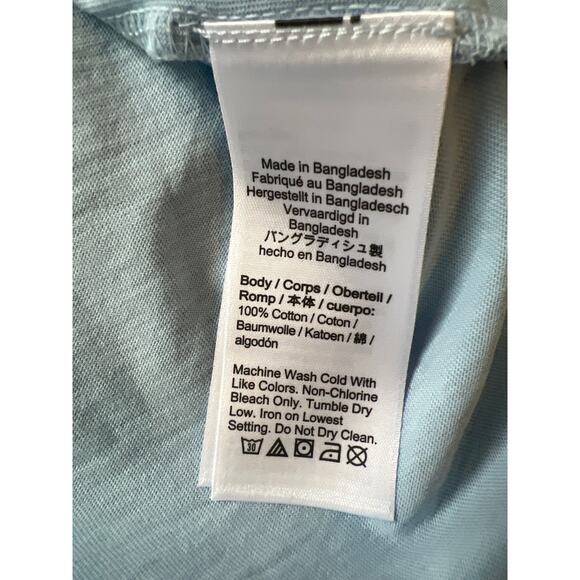 Made in Bangladesh
Fabriqué au Bangladesh
Hergestellt in Bangladesch
Vervaardigd in
Bangladesh
バングラディシュ製
hecho en Bangladesh
Body / Corps / Oberteil /
Romp / 本体 / cuerpo:
100% Cotton / Coton /
Baumwolle / Katoen / 綿 /
algodón
Machine Wash Cold With
Like Colors. Non-Chlorine
Bleach Only. Tumble Dry
Low. Iron on Lowest
Setting. Do Not Dry Clean.
30